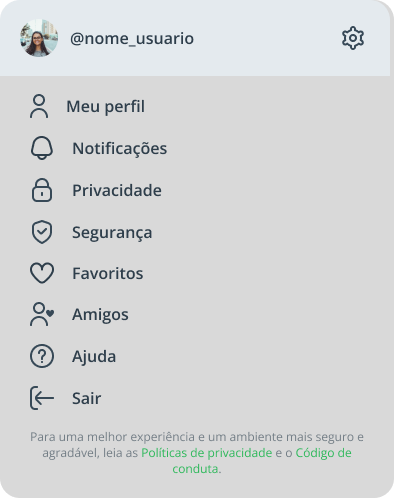 @nome_usuario
Meu perfil
Notificações
Privacidade
Segurança
Favoritos
Amigos
Ajuda
Sair
Para uma melhor experiência e um ambiente mais seguro e
agradável, leia as Políticas de privacidade e o Código de
conduta.